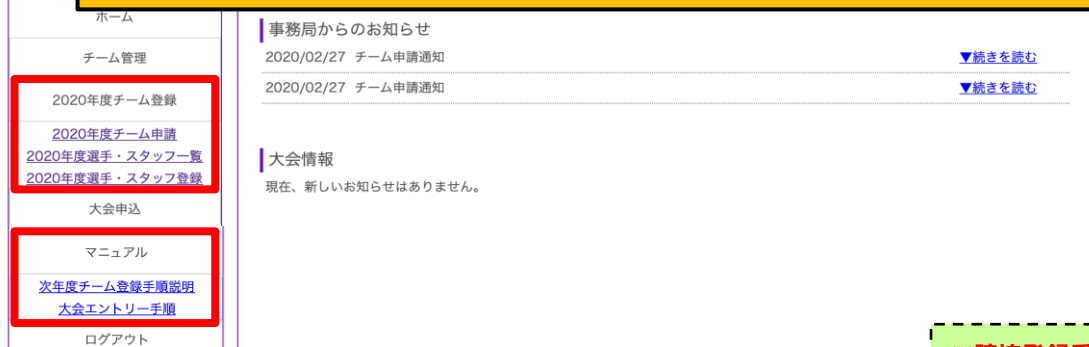 ホーム
チーム管理
2020年度チーム登録
2020年度チーム申請
2020年度選手・スタッフ一覧
2020年度選手・スタッフ登録
大会申込
マニュアル
次年度チーム登録手順説明
大会エントリー手順
ログアウト
事務局からのお知らせ
2020/02/27 チーム申請通知 ▼続きを読む
2020/02/27 チーム申請通知 ▼続きを読む
大会情報
現在、新しいお知らせはありません。